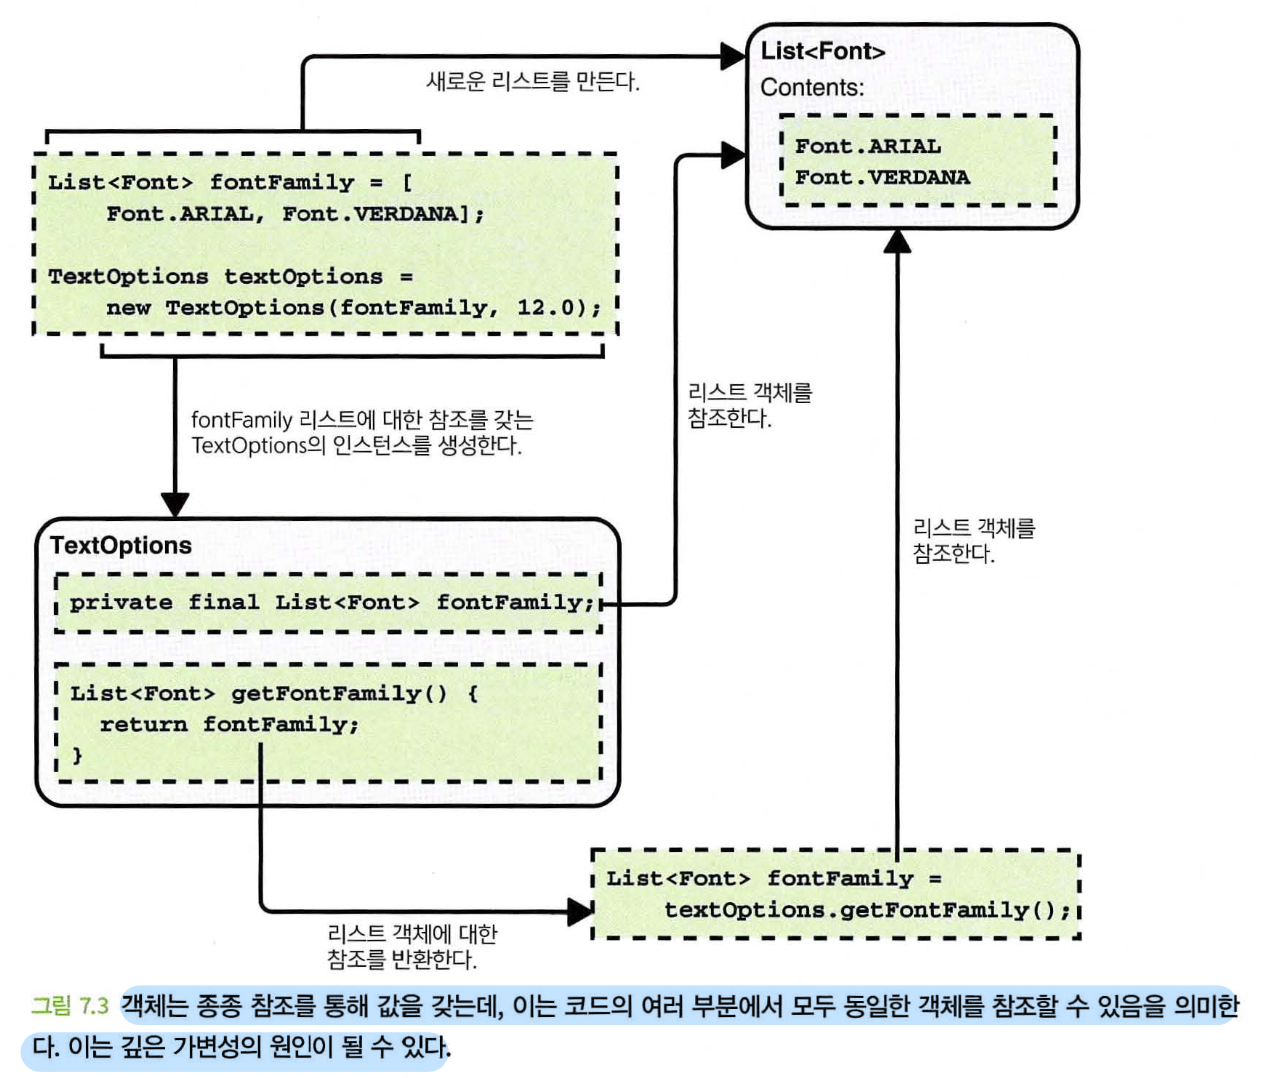 List<Font>
Contents:
Font.ARIAL
Font.VERDANA
새로운 리스트를 만든다.
List<Font> fontFamily = [
    Font.ARIAL, Font.VERDANA];
TextOptions textOptions =
    new TextOptions(fontFamily, 12.0);
fontFamily 리스트에 대한 참조를 갖는
TextOptions의 인스턴스를 생성한다.
리스트 객체를
참조한다.
리스트 객체를
참조한다.
TextOptions
private final List<Font> fontFamily;
List<Font> getFontFamily() {
  return fontFamily;
}
List<Font> fontFamily =
    textOptions.getFontFamily();
리스트 객체에 대한
참조를 반환한다.
그림 7.3 객체는 종종 참조를 통해 값을 갖는데, 이는 코드의 여러 부분에서 모두 동일한 객체를 참조할 수 있음을 의미한
다. 이는 깊은 가변성의 원인이 될 수 있다.